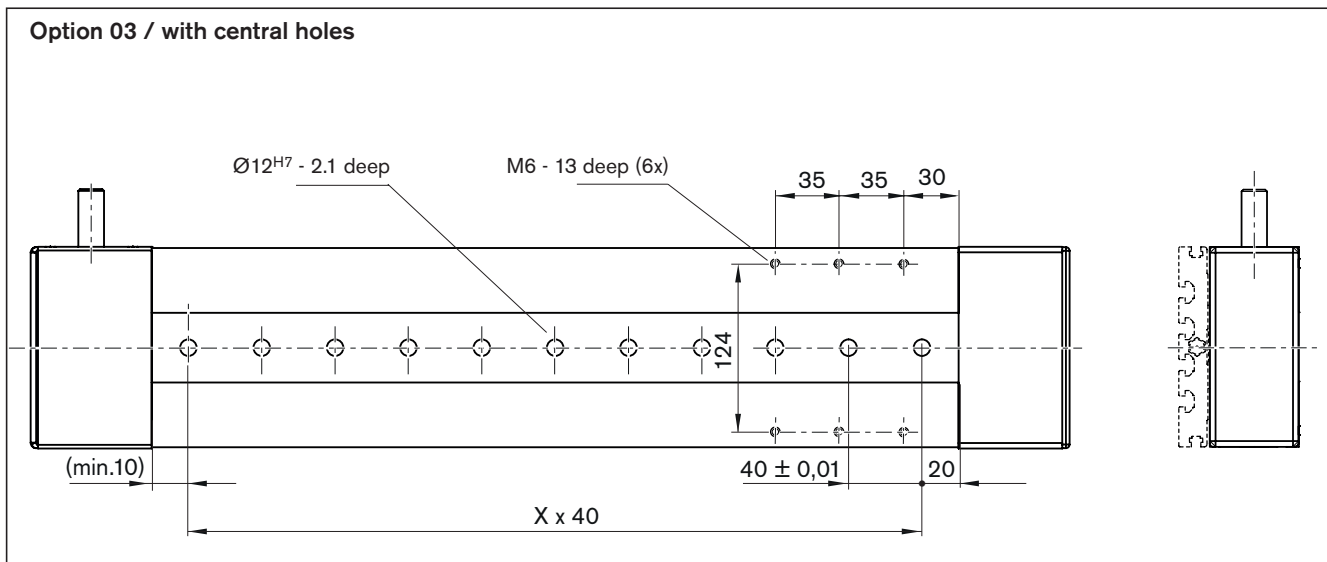 Option 03 / with central holes
Ø12H7 - 2.1 deep
M6 - 13 deep (6x)
35
35
30
124
(min.10)
40 ± 0,01
20
X x 40